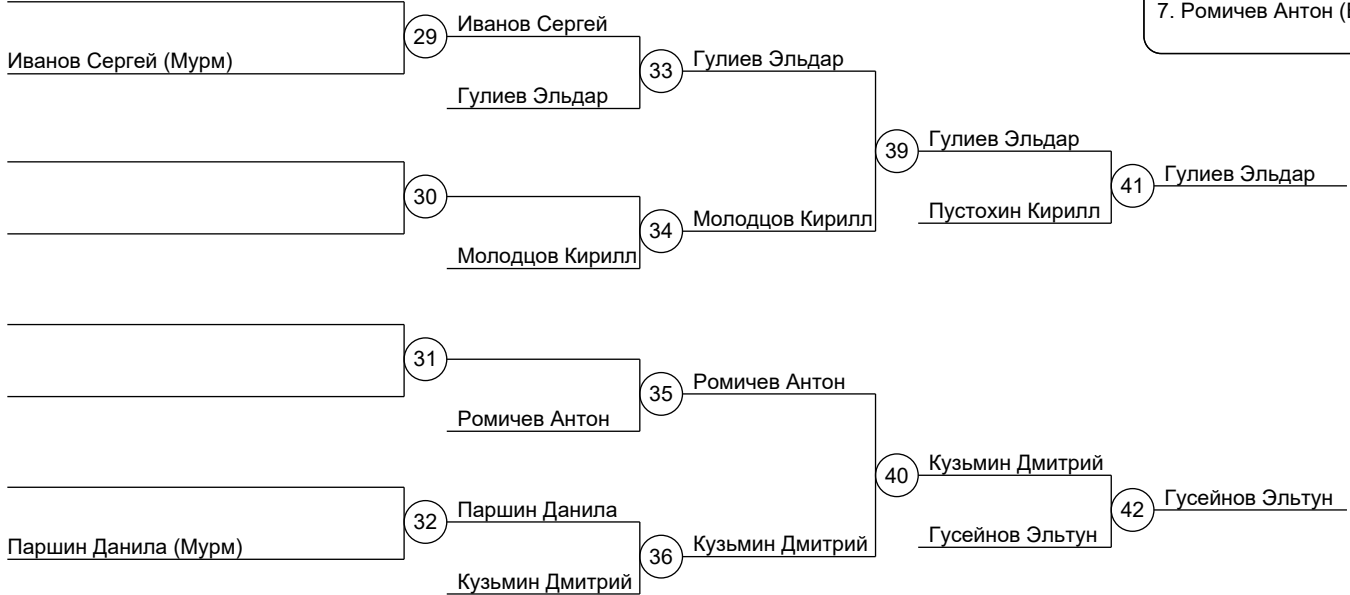 7. Ромичев Антон (
29
Иванов Сергей
Иванов Сергей (Мурм)
33
Гулиев Эльдар
Гулиев Эльдар
39
Гулиев Эльдар
41
Гулиев Эльдар
30
34
Молодцов Кирилл
Пустохин Кирилл
Молодцов Кирилл
31
35
Ромичев Антон
Ромичев Антон
40
Кузьмин Дмитрий
42
Гусейнов Эльтун
32
Паршин Данила
Гусейнов Эльтун
Паршин Данила (Мурм)
36
Кузьмин Дмитрий
Кузьмин Дмитрий